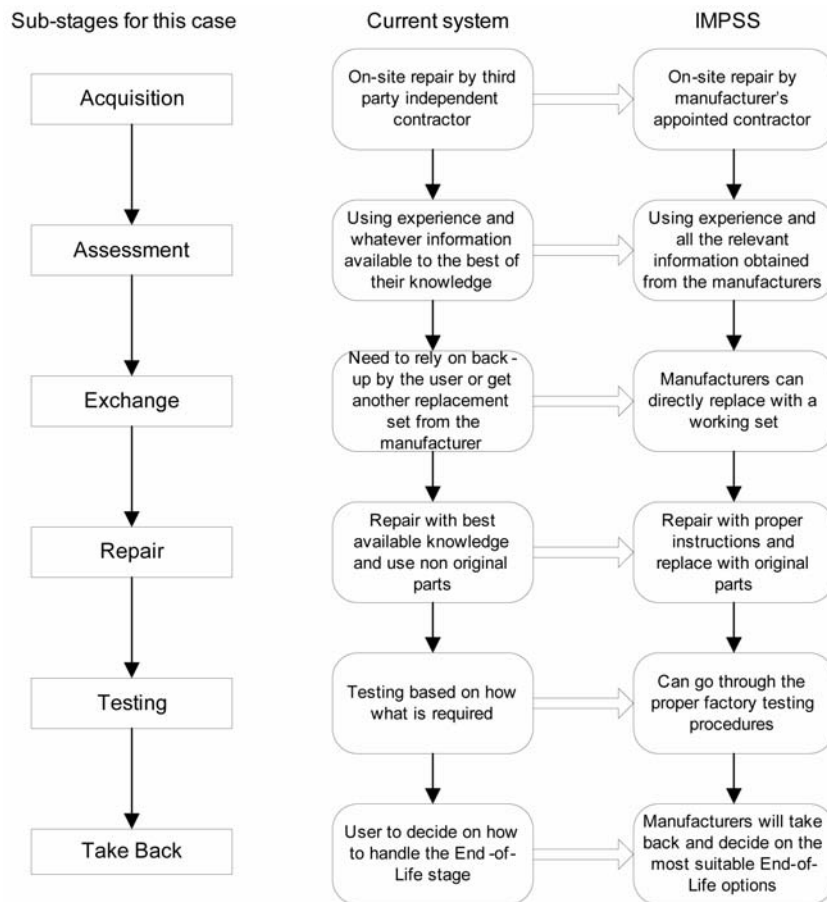 Sub-stages for this case
Current system
IMPSS
Acquisition
On-site repair by third
party independent
contractor
On-site repair by
manufacturer's
appointed contractor
Assessment
Using experience and
whatever information
available to the best of
their knowledge
Using experience and
all the relevant
information obtained
from the manufacturers
Exchange
Need to rely on back -
up by the user or get
another replacement
set from the
manufacturer
Manufacturers can
directly replace with a
working set
Repair
Repair with best
available knowledge
and use non original
parts
Repair with proper
instructions and
replace with original
parts
Testing
Testing based on how
what is required
Can go through the
proper factory testing
procedures
Take Back
User to decide on how
to handle the End -of-
Life stage
Manufacturers will take
back and decide on the
most suitable End-of-
Life options